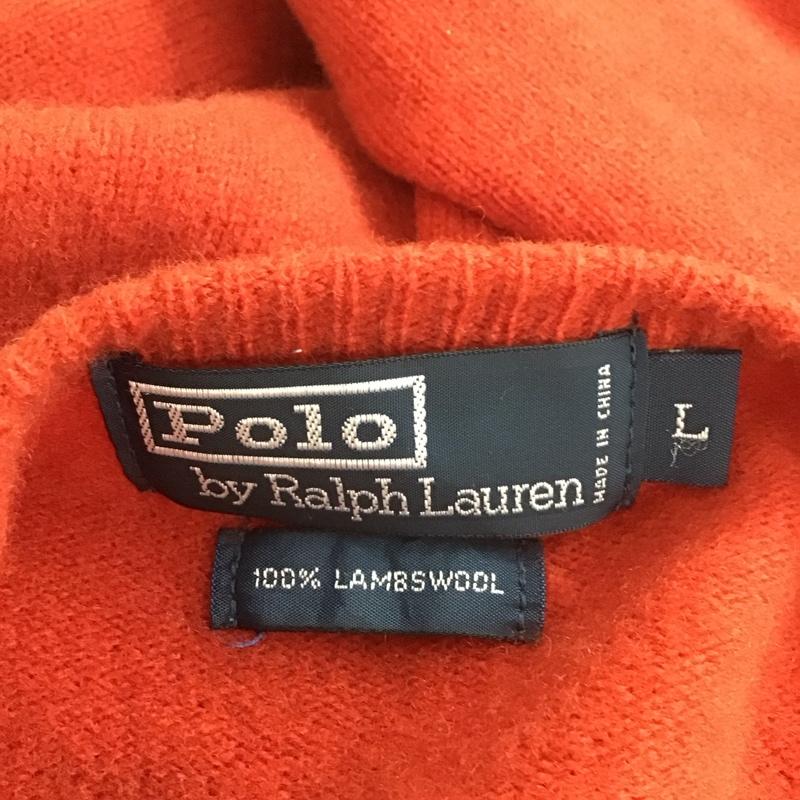 Polo
by Ralph Lauren
MADE IN CHINA
L
100% LAMBSWOOL